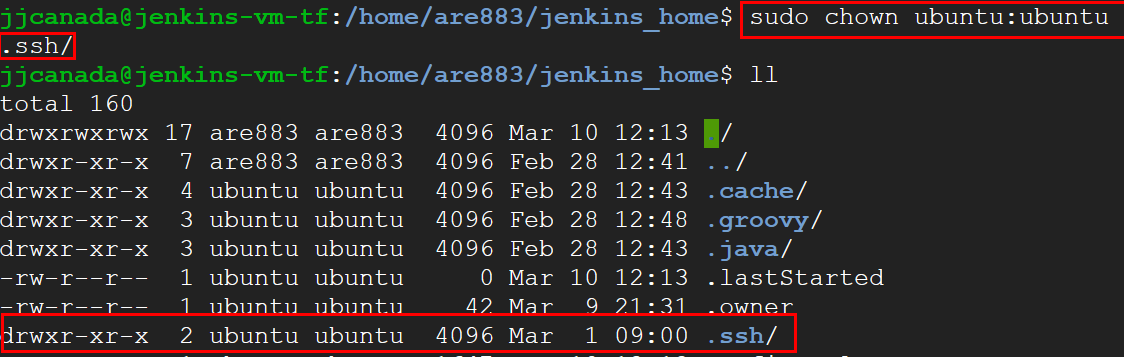 jjcanada@jenkins-vm-tf:/home/are883/jenkins_home$ sudo chown ubuntu:ubuntu
.ssh/
jjcanada@jenkins-vm-tf:/home/are883/jenkins_home$ ll
total 160
drwxrwxrwx 17 are883 are883 4096 Mar 10 12:13 ./
drwxr-xr-x 7 are883 are883 4096 Feb 28 12:41 ../
drwxr-xr-x 4 ubuntu ubuntu 4096 Feb 28 12:43 .cache/
drwxr-xr-x 3 ubuntu ubuntu 4096 Feb 28 12:48 .groovy/
drwxr-xr-x 3 ubuntu ubuntu 4096 Feb 28 12:43 .java/
-rw-r--r-- 1 ubuntu ubuntu 0 Mar 10 12:13 .lastStarted
-rw-r--r-- 1 ubuntu ubuntu 42 Mar 9 21:31 .owner
drwxr-xr-x 2 ubuntu ubuntu 4096 Mar 1 09:00 .ssh/